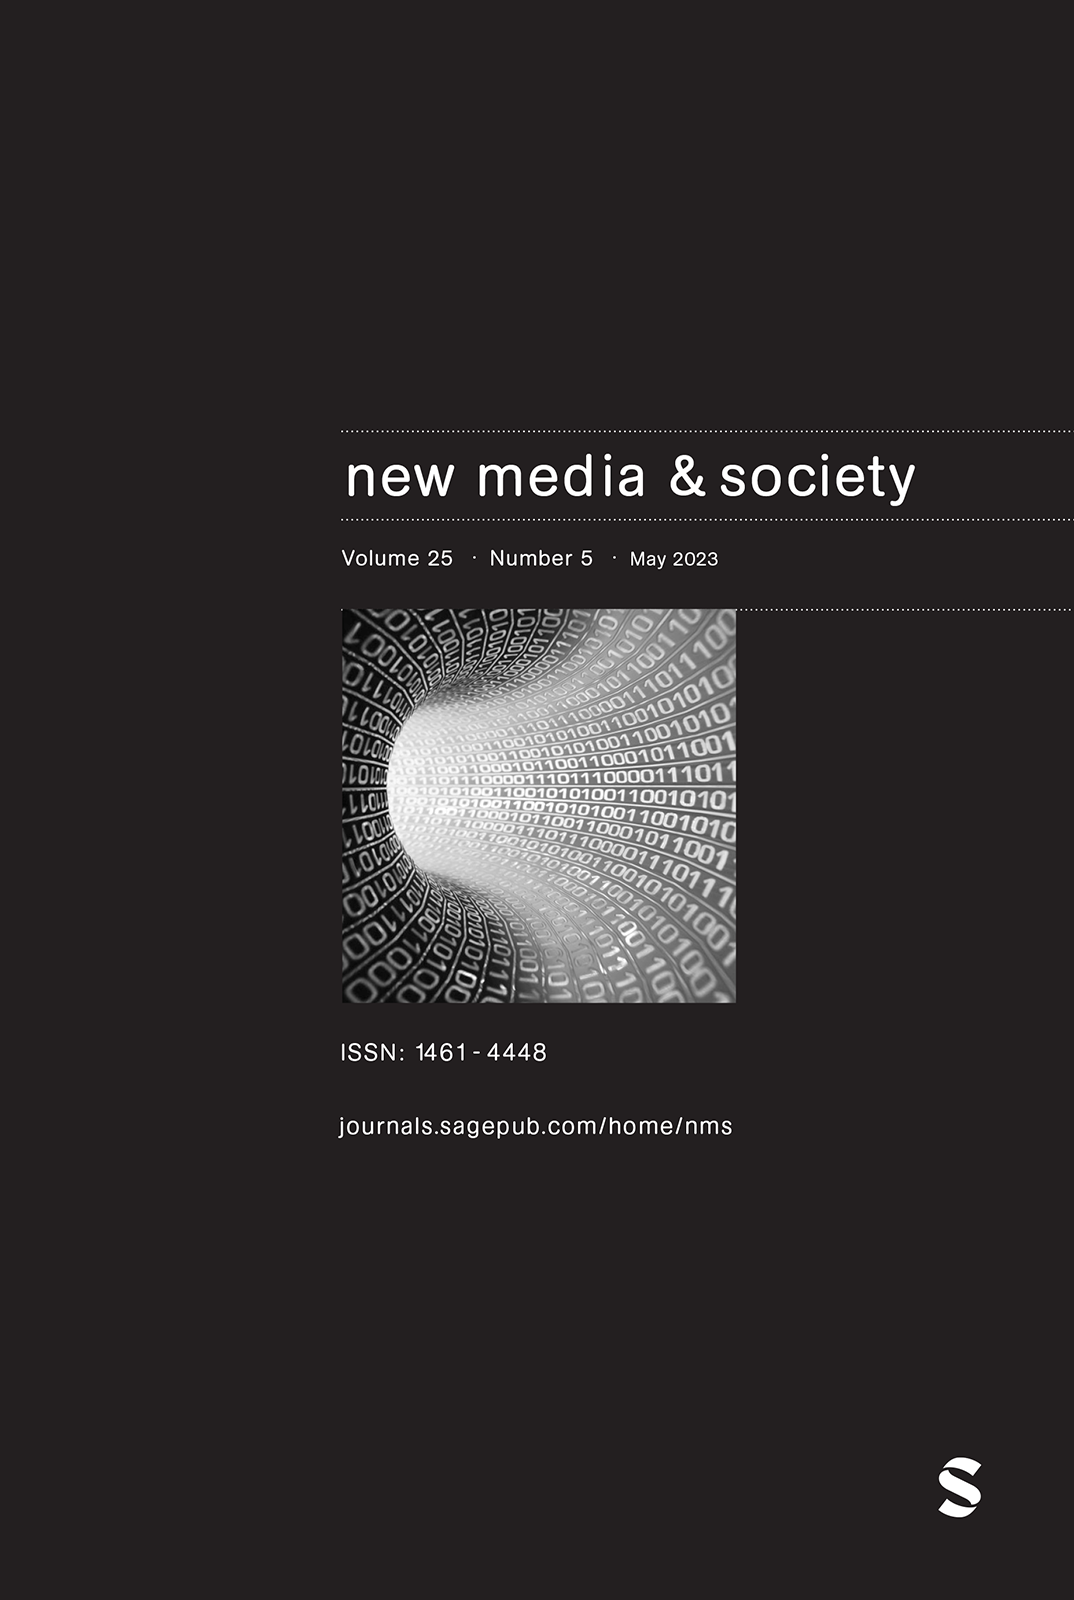 new media & society
Volume 25 · Number 5 · May 2023
ISSN: 1461-4448
journals.sagepub.com/home/nms
S